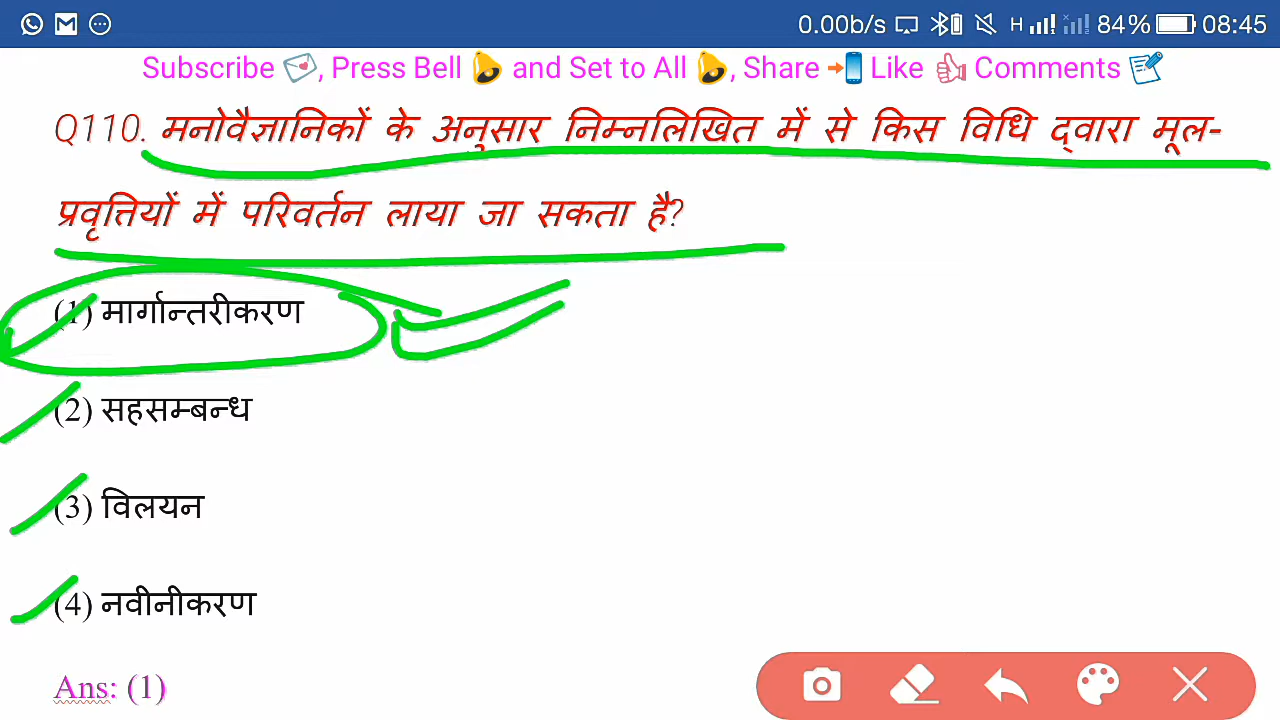 0.00b/s H 84% 08:45
Subscribe 💌, Press Bell 🔔 and Set to All 🔔, Share 📲 Like 👍 Comments 📝
Q110. मनोवैज्ञानिकों के अनुसार निम्नलिखित में से किस विधि द्वारा मूल-
प्रवृत्तियों में परिवर्तन लाया जा सकता है?
(1) मार्गान्तरीकरण
(2) सहसम्बन्ध
(3) विलयन
(4) नवीनीकरण
Ans: (1)